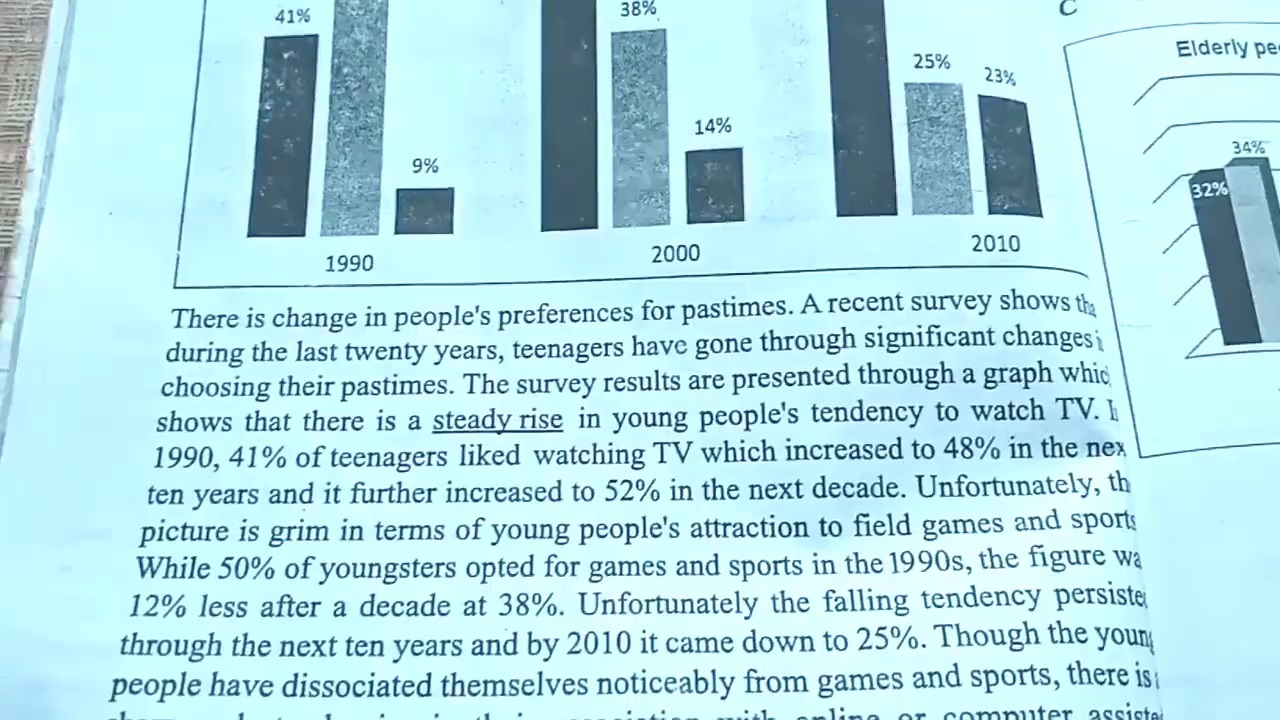 41%
38%
C
Elderly
25%
23%
14%
34%
9%
32%
1990
2000
2010
There is change in people's preferences for pastimes. A recent survey shows
during the last twenty years, teenagers have gone through significant changes
choosing their pastimes. The survey results are presented through a graph
shows that there is a steady rise in young people's tendency to watch TV.
1990, 41% of teenagers liked watching TV which increased to 48% in the
ten years and it further increased to 52% in the next decade. Unfortunately,
picture is grim in terms of young people's attraction to field games and sports
While 50% of youngsters opted for games and sports in the 1990s, the figure
12% less after a decade at 38%. Unfortunately the falling tendency
through the next ten years and by 2010 it came down to 25%. Though the
people have dissociated themselves noticeably from games and sports, there is
with online or computer